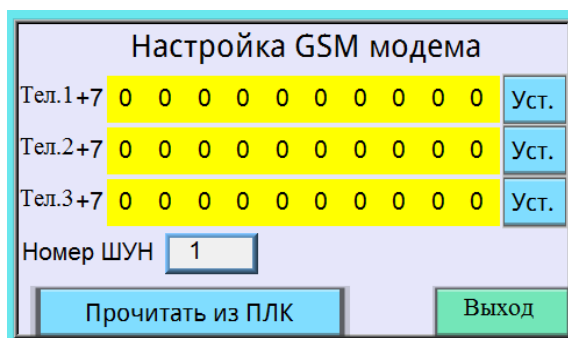 Настройка GSM модема
Тел.1 +7 0 0 0 0 0 0 0 0 0 0 Уст.
Тел.2 +7 0 0 0 0 0 0 0 0 0 0 Уст.
Тел.3 +7 0 0 0 0 0 0 0 0 0 0 Уст.
Номер ШУН 1
Прочитать из ПЛК Выход